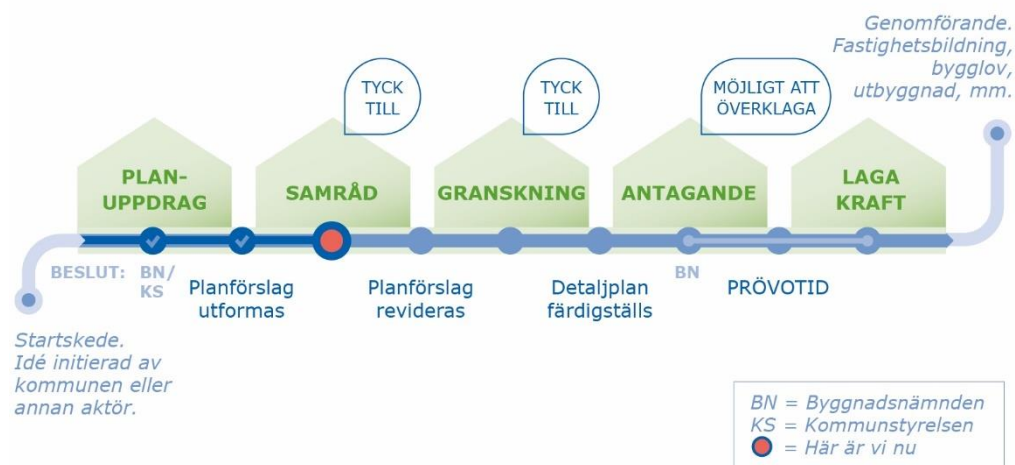 Genomförande.
Fastighetsbildning,
bygglov,
utbyggnad, mm.
TYCK
TILL
TYCK
TILL
MÖJLIGT ATT
ÖVERKLAGA
PLAN-
UPPDRAG
SAMRÅD
GRANSKNING
ANTAGANDE
LAGA
KRAFT
BESLUT:
BN/
KS
Planförslag
utformas
Planförslag
revideras
Detaljplan
färdigställs
BN
PRÖVOTID
Startskede.
Idé initierad av
kommunen eller
annan aktör.
BN = Byggnadsnämnden
KS = Kommunstyrelsen
= Här är vi nu